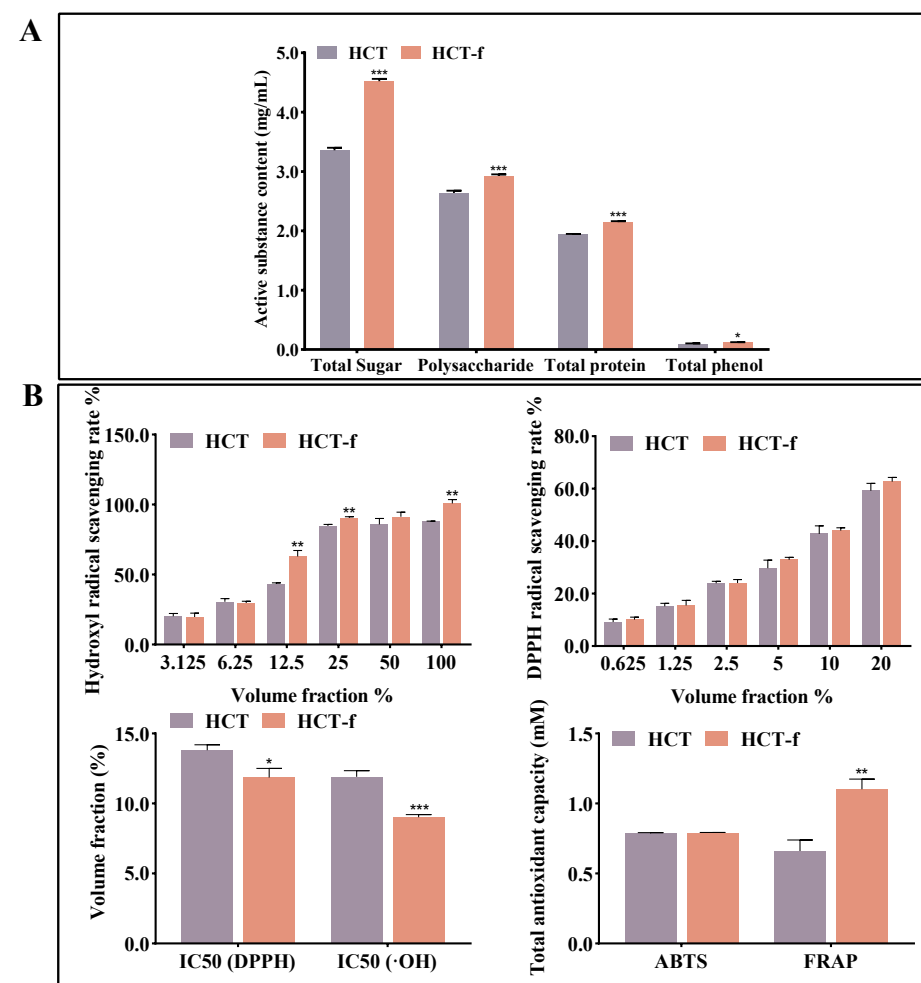 A
HCT HCT-f
Active substance content (mg/mL)
5.0
4.0
3.0
2.0
1.0
0.0
***
***
***
*
Total Sugar Polysaccharide Total protein Total phenol
B
HCT HCT-f
Hydroxyl radical scavenging rate %
150.0
100.0
50.0
0.0
**
**
**
3.125 6.25 12.5 25 50 100
Volume fraction %
HCT HCT-f
DPPH radical scavenging rate %
80.0
60.0
40.0
20.0
0.0
0.625 1.25 2.5 5 10 20
Volume fraction %
HCT HCT-f
Volume fraction (%)
15.0
10.0
5.0
0.0
*
***
IC50 (DPPH) IC50 (·OH)
HCT HCT-f
Total antioxidant capacity (mM)
1.5
1.0
0.5
0.0
**
ABTS FRAP